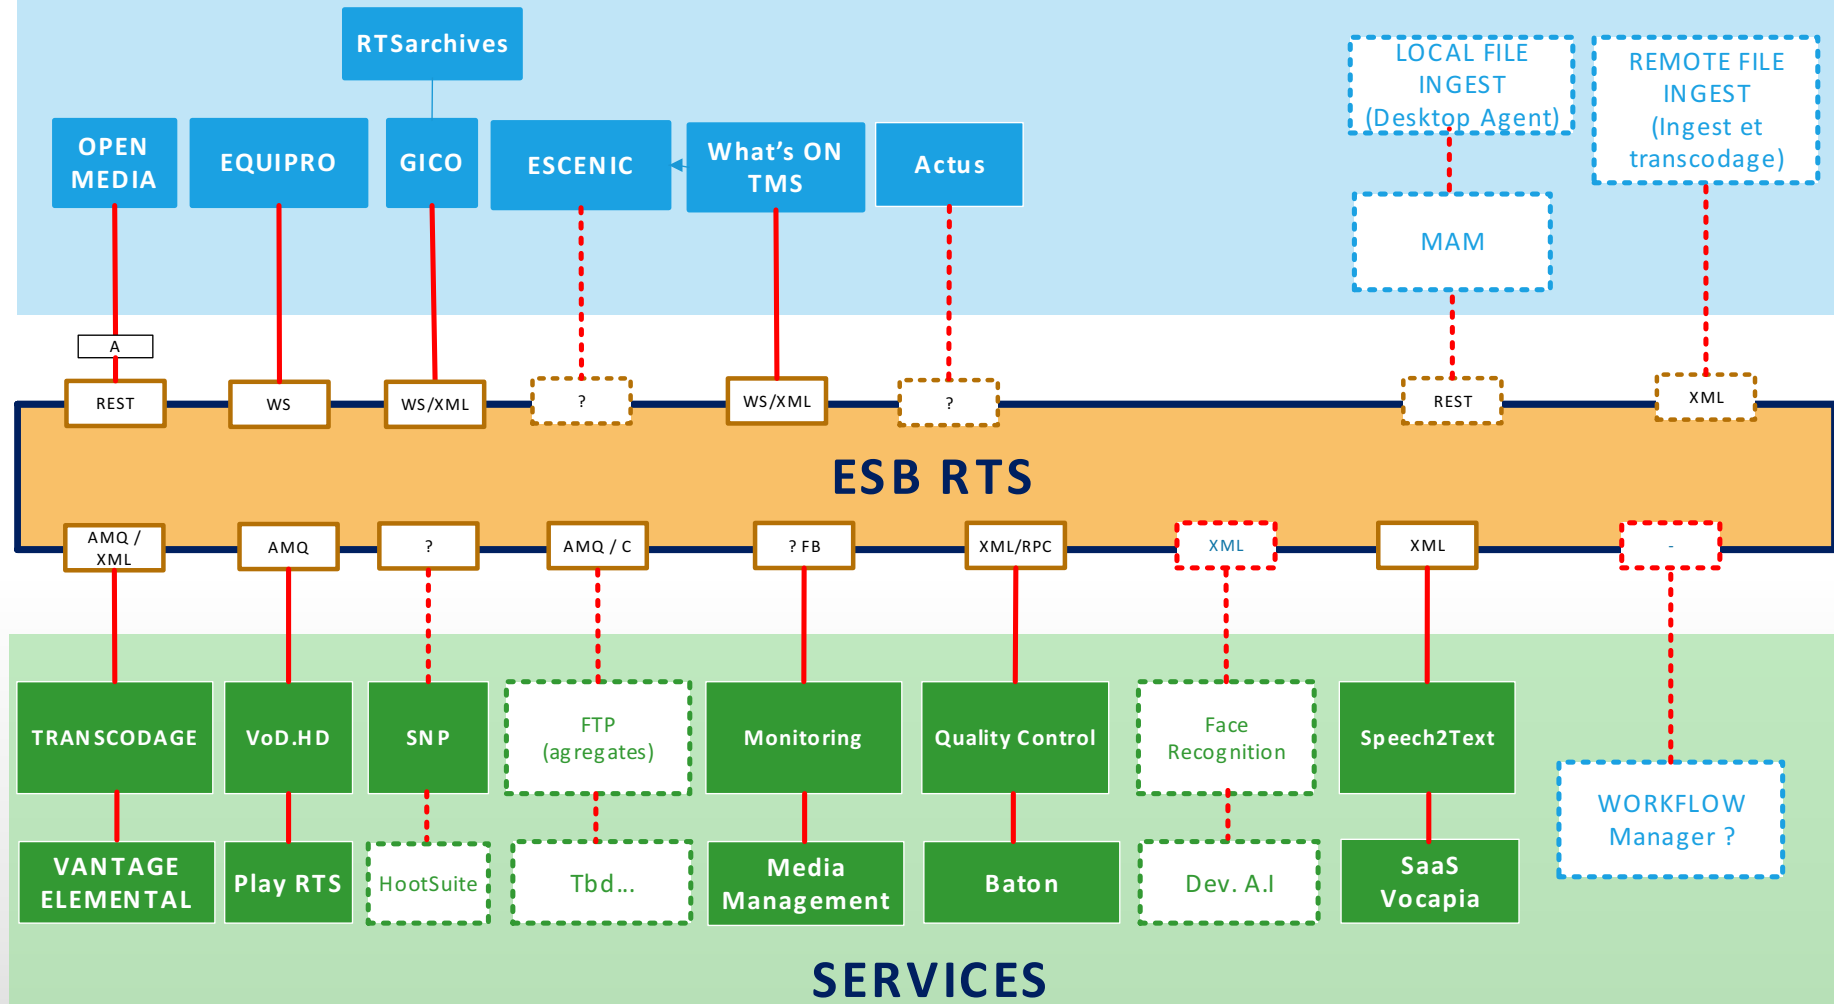 RTSarchives
LOCAL FILE
INGEST
(Desktop Agent)
REMOTE FILE
INGEST
(Ingest et
transcodage)
OPEN
MEDIA
EQUIPRO
GICO
ESCENIC
What's ON
TMS
Actus
MAM
A
REST
WS
WS/XML
?
WS/XML
?
REST
XML
ESB RTS
AMQ /
XML
AMQ
?
AMQ / C
? FB
XML/RPC
XML
XML
-
TRANSCODAGE
VoD.HD
SNP
FTP
(agregates)
Monitoring
Quality Control
Face
Recognition
Speech2Text
WORKFLOW
Manager ?
VANTAGE
ELEMENTAL
Play RTS
HootSuite
Tbd...
Media
Management
Baton
Dev. A.I
SaaS
Vocapia
SERVICES